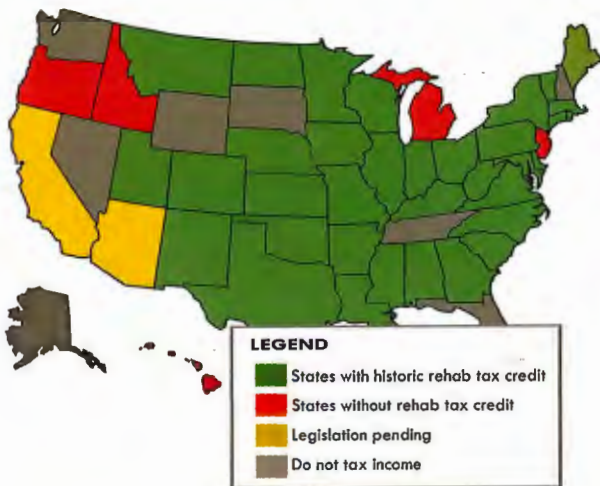 LEGEND
States with historic rehab tax credit
States without rehab tax credit
Legislation pending
Do not tax income